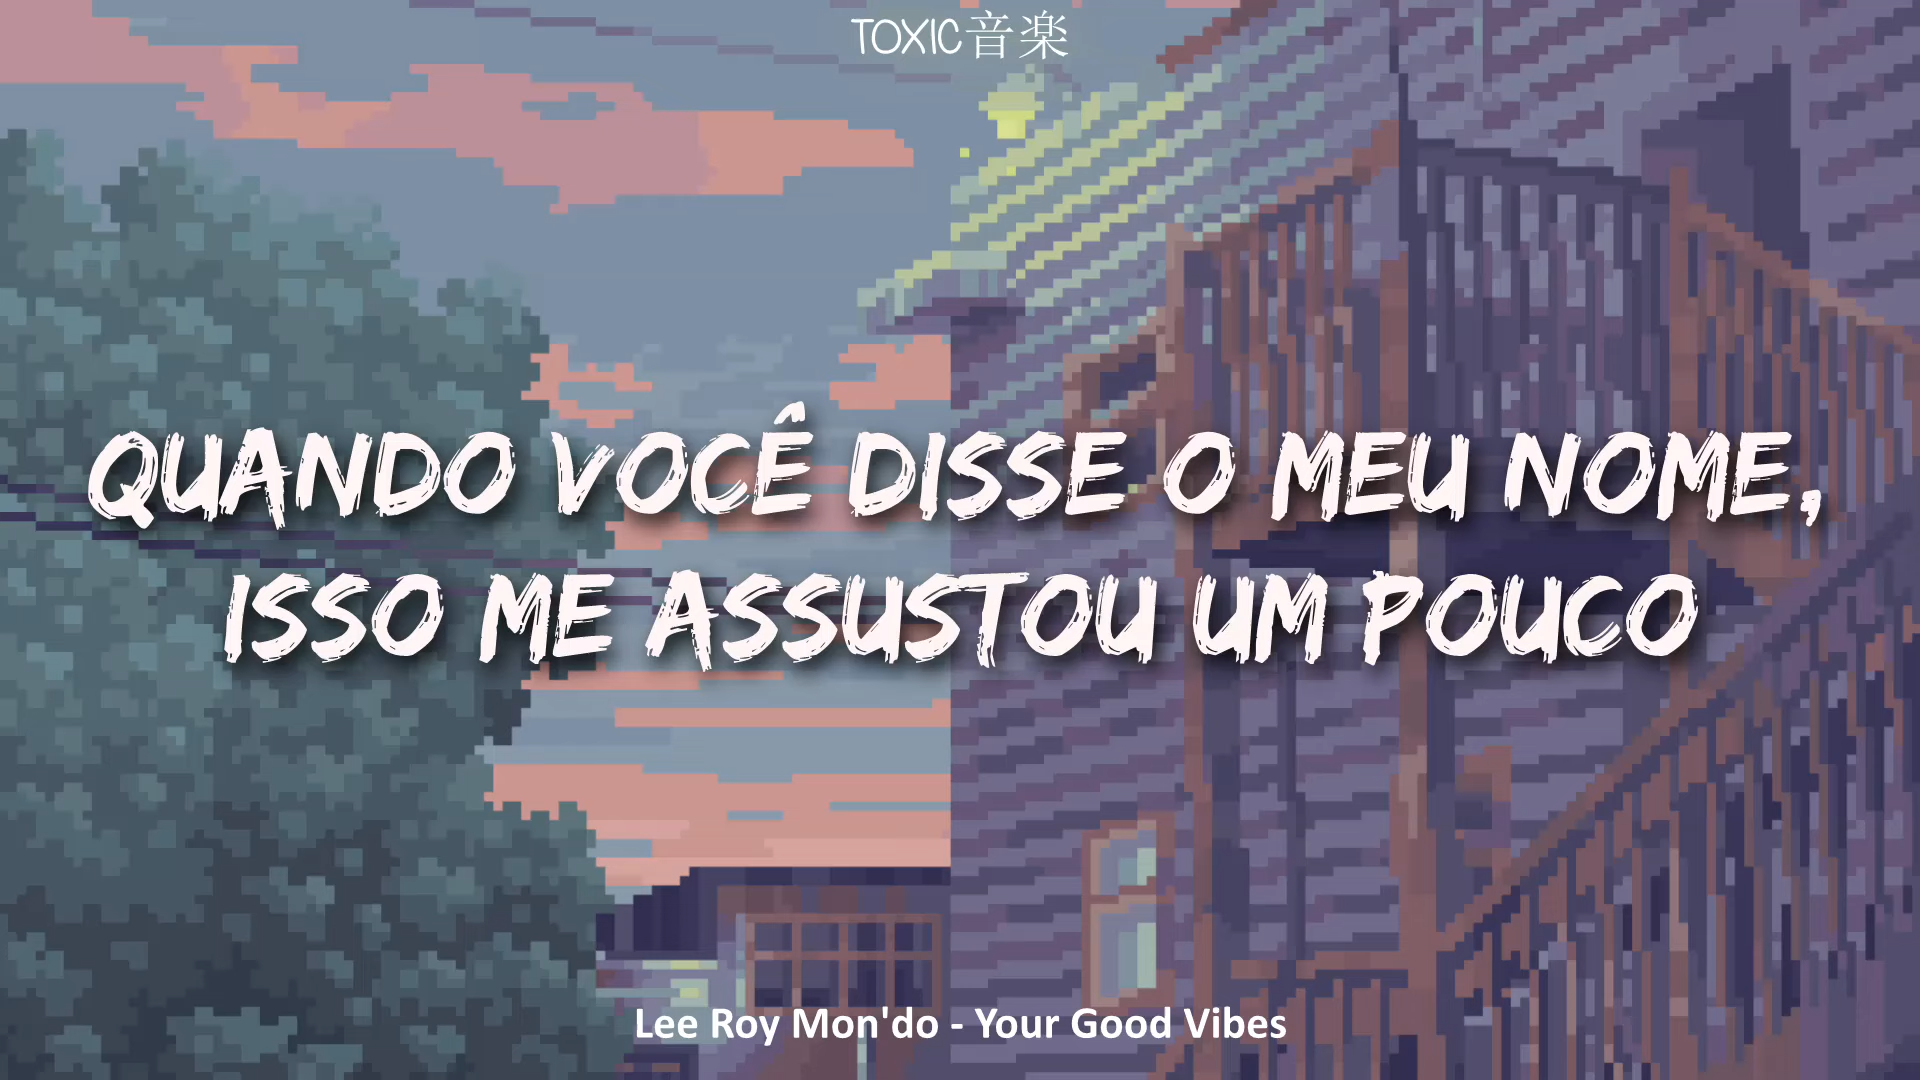 TOXIC音楽
QUANDO VOCÊ DISSE O MEU NOME,
ISSO ME ASSUSTOU UM POUCO
Lee Roy Mon'do - Your Good Vibes